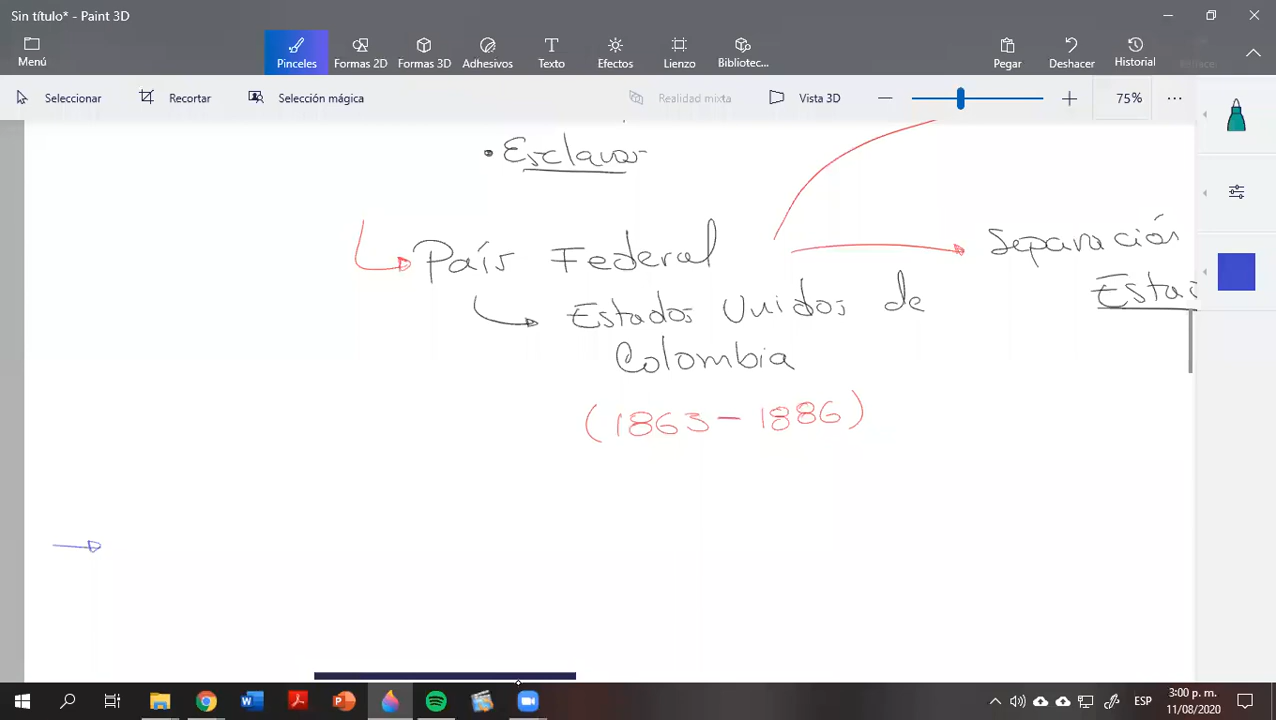 Sin título* - Paint 3D
Menú
Pinceles
Formas 2D
Formas 3D
Adhesivos
Texto
Efectos
Lienzo
Bibliotec...
Pegar
Deshacer
Historial
Seleccionar
Recortar
Selección mágica
Realidad mixta
Vista 3D
75%
• Esclavos
País Federal
Separación
Estados Unidos de
Colombia
(1863 - 1886)
3:00 p. m.
ESP
11/08/2020